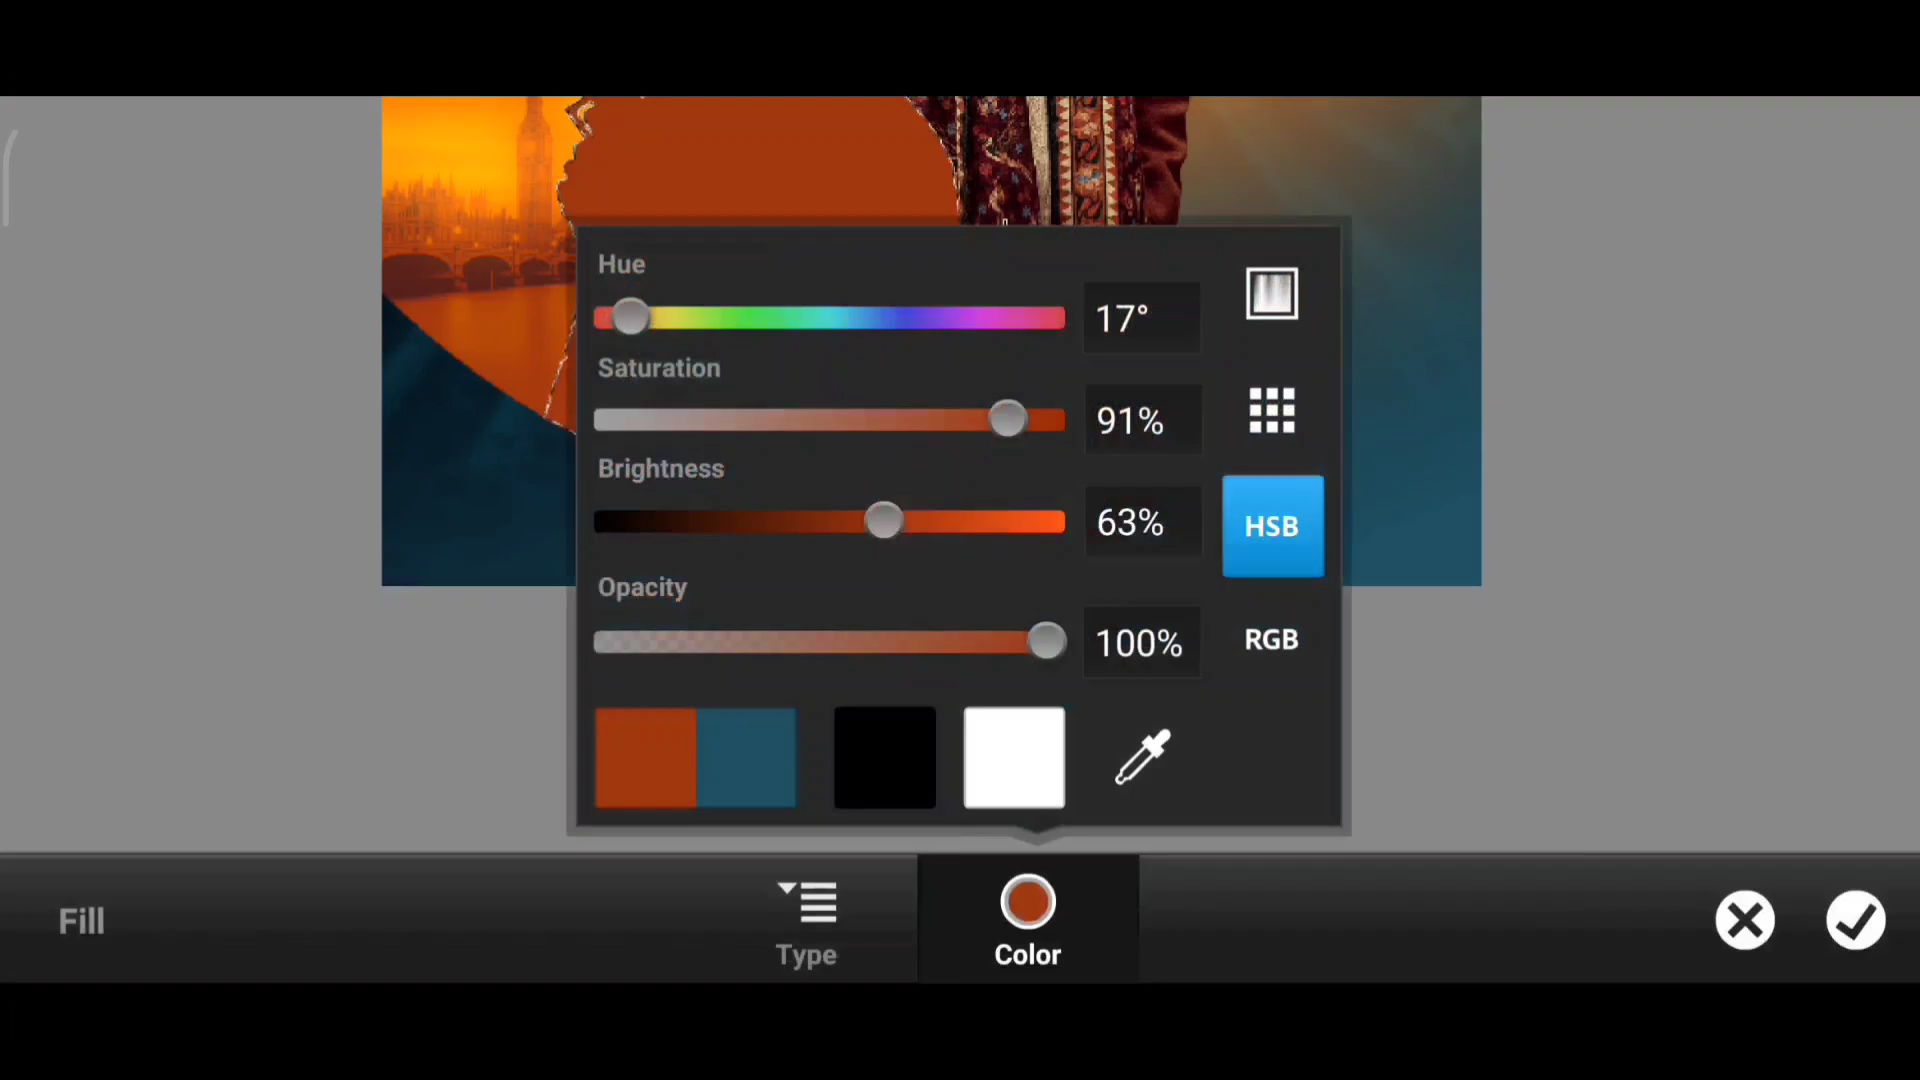 Hue
17°
Saturation
91%
Brightness
63%
HSB
Opacity
100%
RGB
Fill
Type
Color